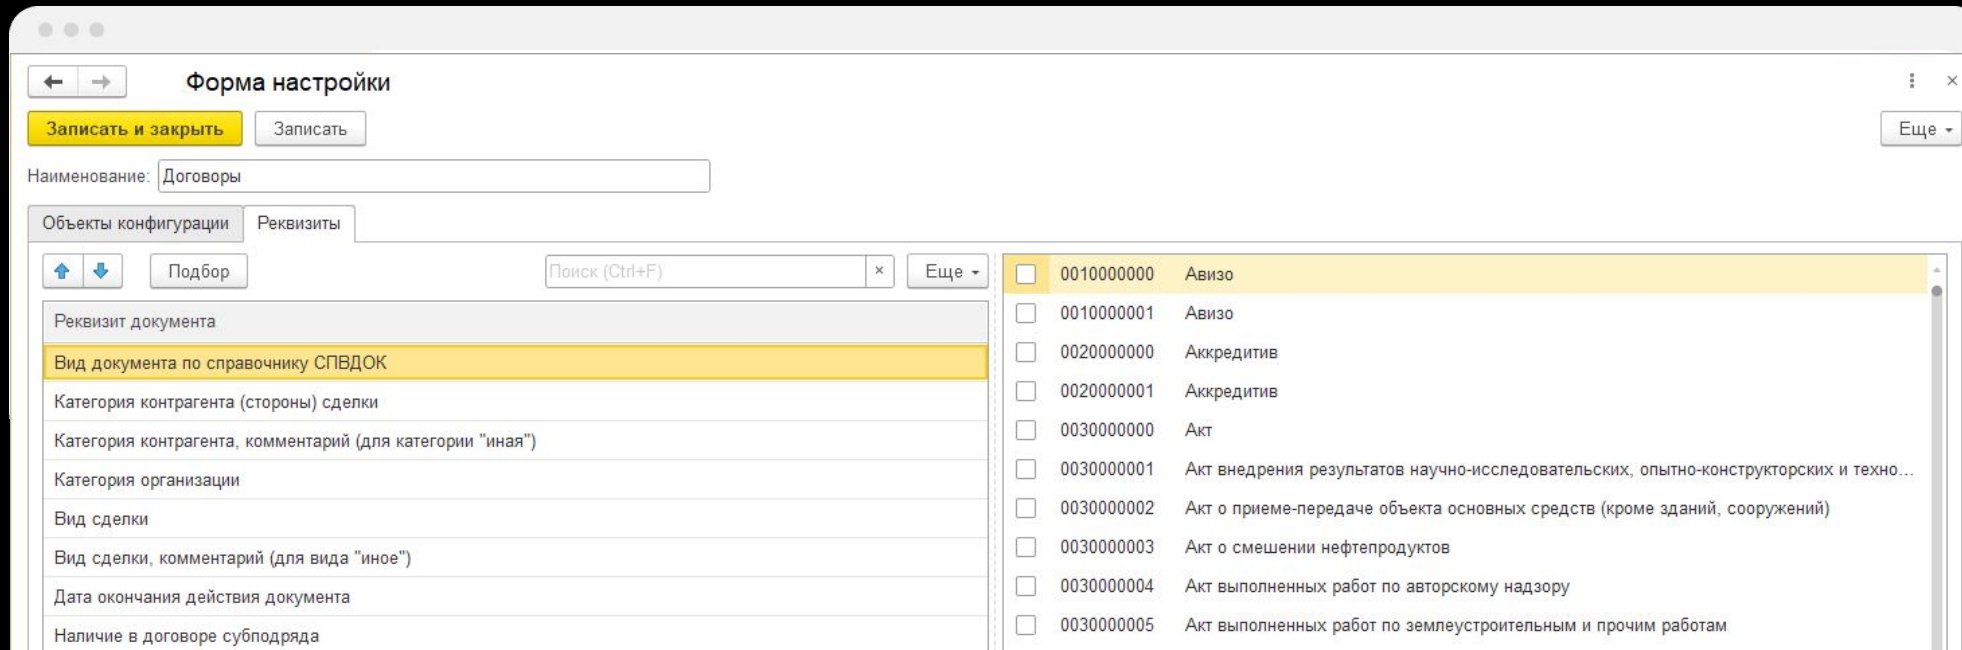 Форма настройки
Записать и закрыть Записать Еще
Наименование: Договоры
Объекты конфигурации Реквизиты
Подбор Поиск (Ctrl+F) × Еще
Реквизит документа
Вид документа по справочнику СПВДОК
Категория контрагента (стороны) сделки
Категория контрагента, комментарий (для категории "иная")
Категория организации
Вид сделки
Вид сделки, комментарий (для вида "иное")
Дата окончания действия документа
Наличие в договоре субподряда
0010000000 Авизо
0010000001 Авизо
0020000000 Аккредитив
0020000001 Аккредитив
0030000000 Акт
0030000001 Акт внедрения результатов научно-исследовательских, опытно-конструкторских и техно...
0030000002 Акт о приеме-передаче объекта основных средств (кроме зданий, сооружений)
0030000003 Акт о смешении нефтепродуктов
0030000004 Акт выполненных работ по авторскому надзору
0030000005 Акт выполненных работ по землеустроительным и прочим работам